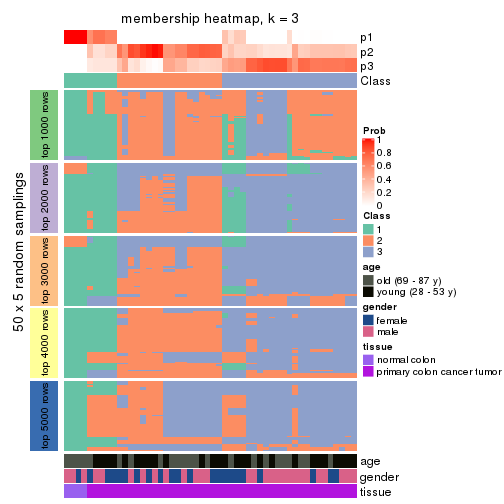 membership heatmap, k = 3
p1
p2
p3
Class
50 x 5 random samplings
top 1000 rows
top 2000 rows
top 3000 rows
top 4000 rows
top 5000 rows
age
gender
tissue
Prob
1
0.8
0.6
0.4
0.2
0
Class
1
2
3
age
old (69 - 87 y)
young (28 - 53 y)
gender
female
male
tissue
normal colon
primary colon cancer tumor